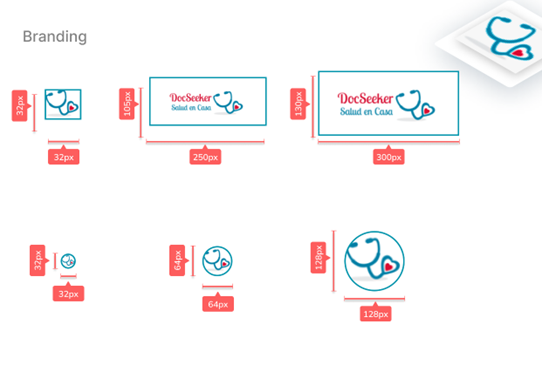 Branding
32px
32px
105px
DocSeeker
Salud en Casa
250px
130px
DocSeeker
Salud en Casa
300px
32px
32px
64px
64px
128px
128px